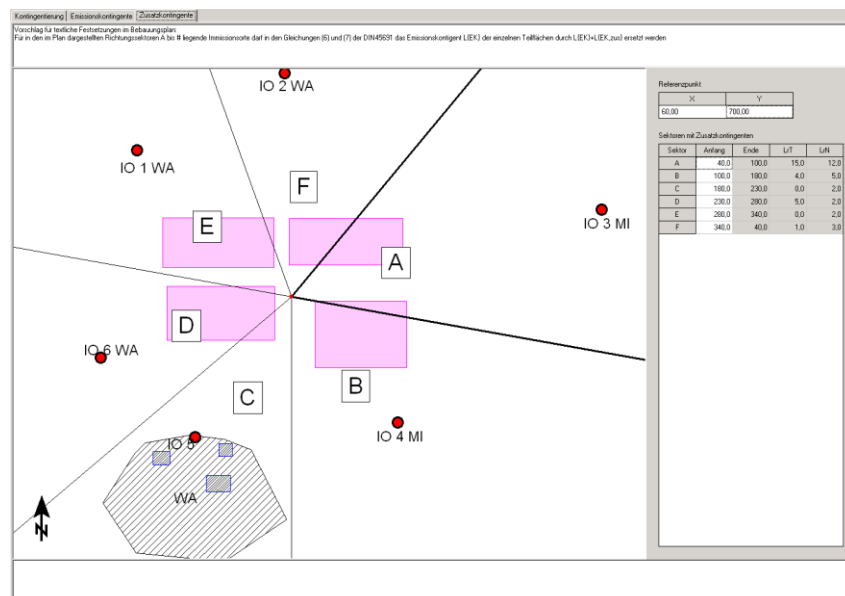 Kontingentierung Emissionskontingente Zusatzkontingente
Vorschlag für textliche Festsetzungen im Bebauungsplan:
Für in den im Plan dargestellten Richtungssektoren A bis # liegende Immissionsorte darf in den Gleichungen (6) und (7) der DIN45691 das Emissionskontigent L{EK} der einzelnen Teilflächen durch L{EK}+L{EK,zus} ersetzt werden
IO 2 WA
IO 1 WA
F
E
IO 3 MI
A
D
IO 6 WA
B
C
IO 4 MI
IO 5
WA
N
Referenzpunkt
X Y
60,00 700,00
Sektoren mit Zusatzkontingenten
Sektor Anfang Ende LrT LrN
A 40,0 100,0 15,0 12,0
B 100,0 180,0 4,0 5,0
C 180,0 230,0 0,0 2,0
D 230,0 280,0 5,0 2,0
E 280,0 340,0 0,0 2,0
F 340,0 40,0 1,0 3,0